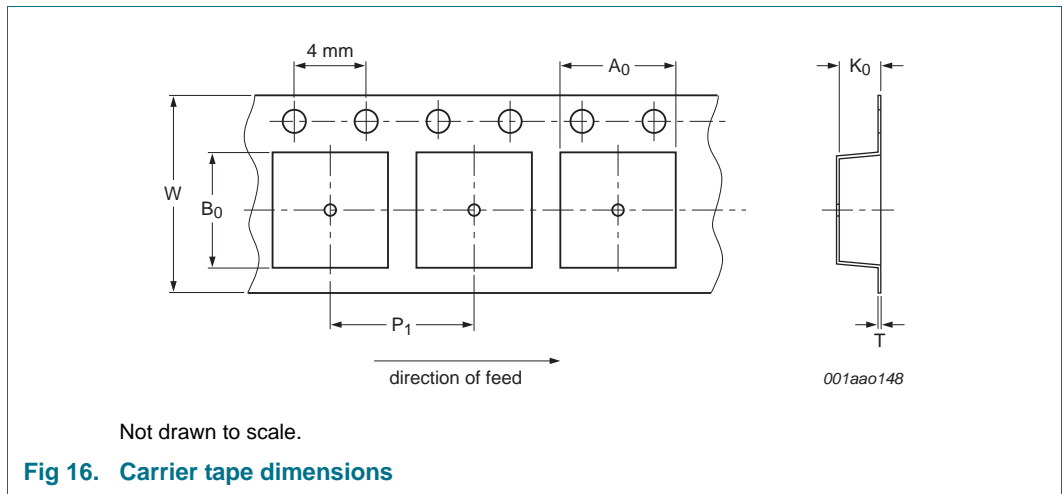 4 mm
A0
K0
W
B0
P1
T
direction of feed
001aao148
Not drawn to scale.
Fig 16. Carrier tape dimensions